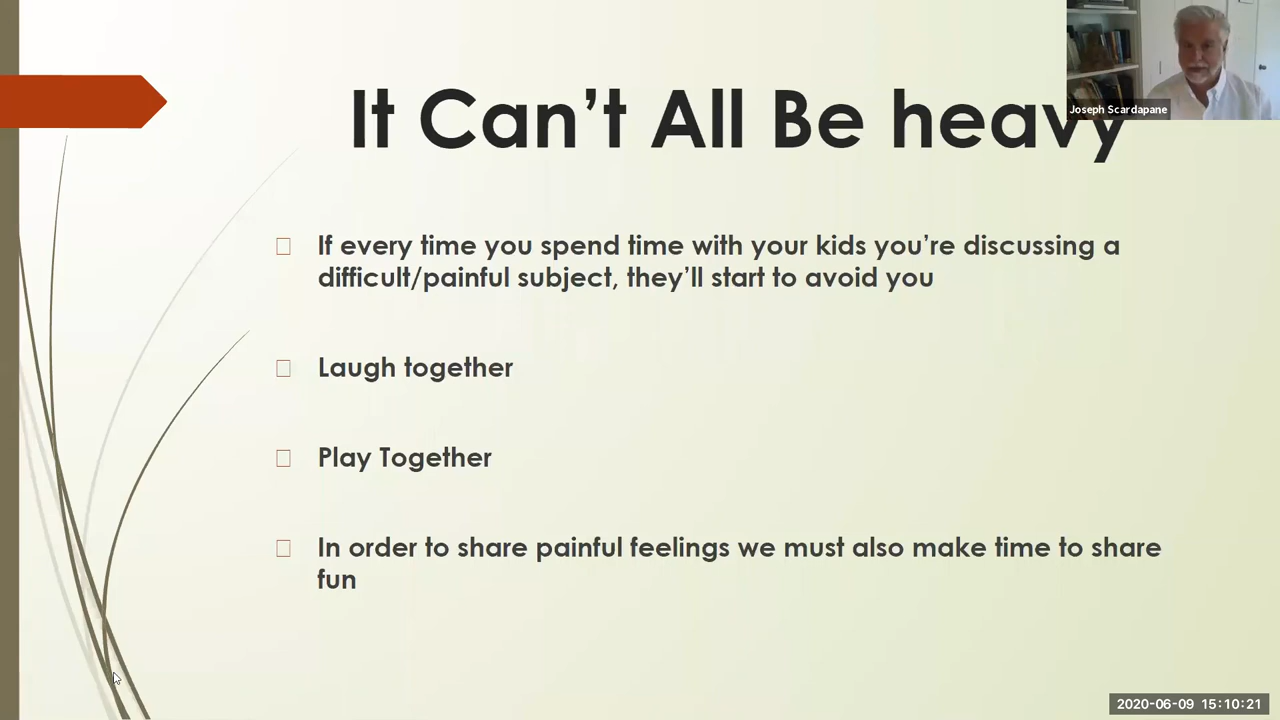 It Can’t All Be heavy
Joseph Scardapane
If every time you spend time with your kids you’re discussing a
difficult/painful subject, they’ll start to avoid you
Laugh together
Play Together
In order to share painful feelings we must also make time to share
fun
2020-06-09 15:10:21